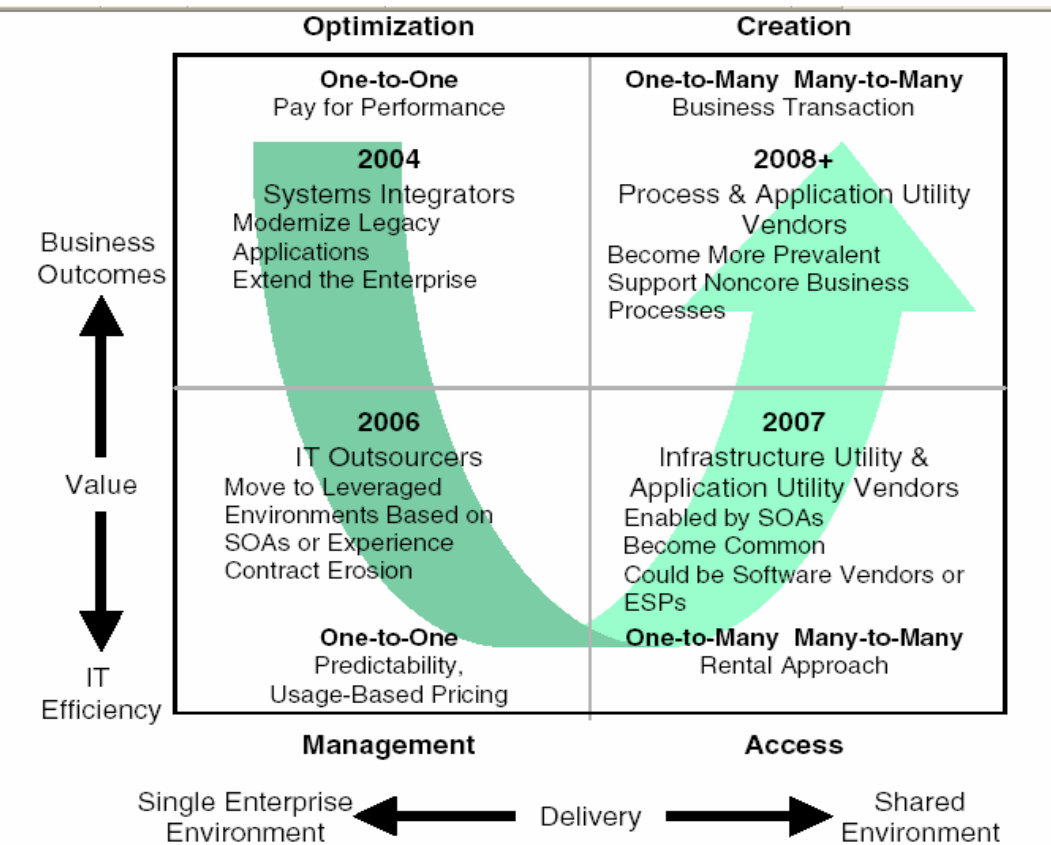 Optimization
Creation
One-to-One
Pay for Performance
One-to-Many Many-to-Many
Business Transaction
2004
Systems Integrators
Modernize Legacy
Applications
Extend the Enterprise
2008+
Process & Application Utility
Vendors
Become More Prevalent
Support Noncore Business
Processes
Business
Outcomes
Value
IT
Efficiency
2006
IT Outsourcers
Move to Leveraged
Environments Based on
SOAs or Experience
Contract Erosion
One-to-One
Predictability,
Usage-Based Pricing
2007
Infrastructure Utility &
Application Utility Vendors
Enabled by SOAs
Become Common
Could be Software Vendors or
ESPs
One-to-Many Many-to-Many
Rental Approach
Management
Access
Single Enterprise
Environment
Delivery
Shared
Environment